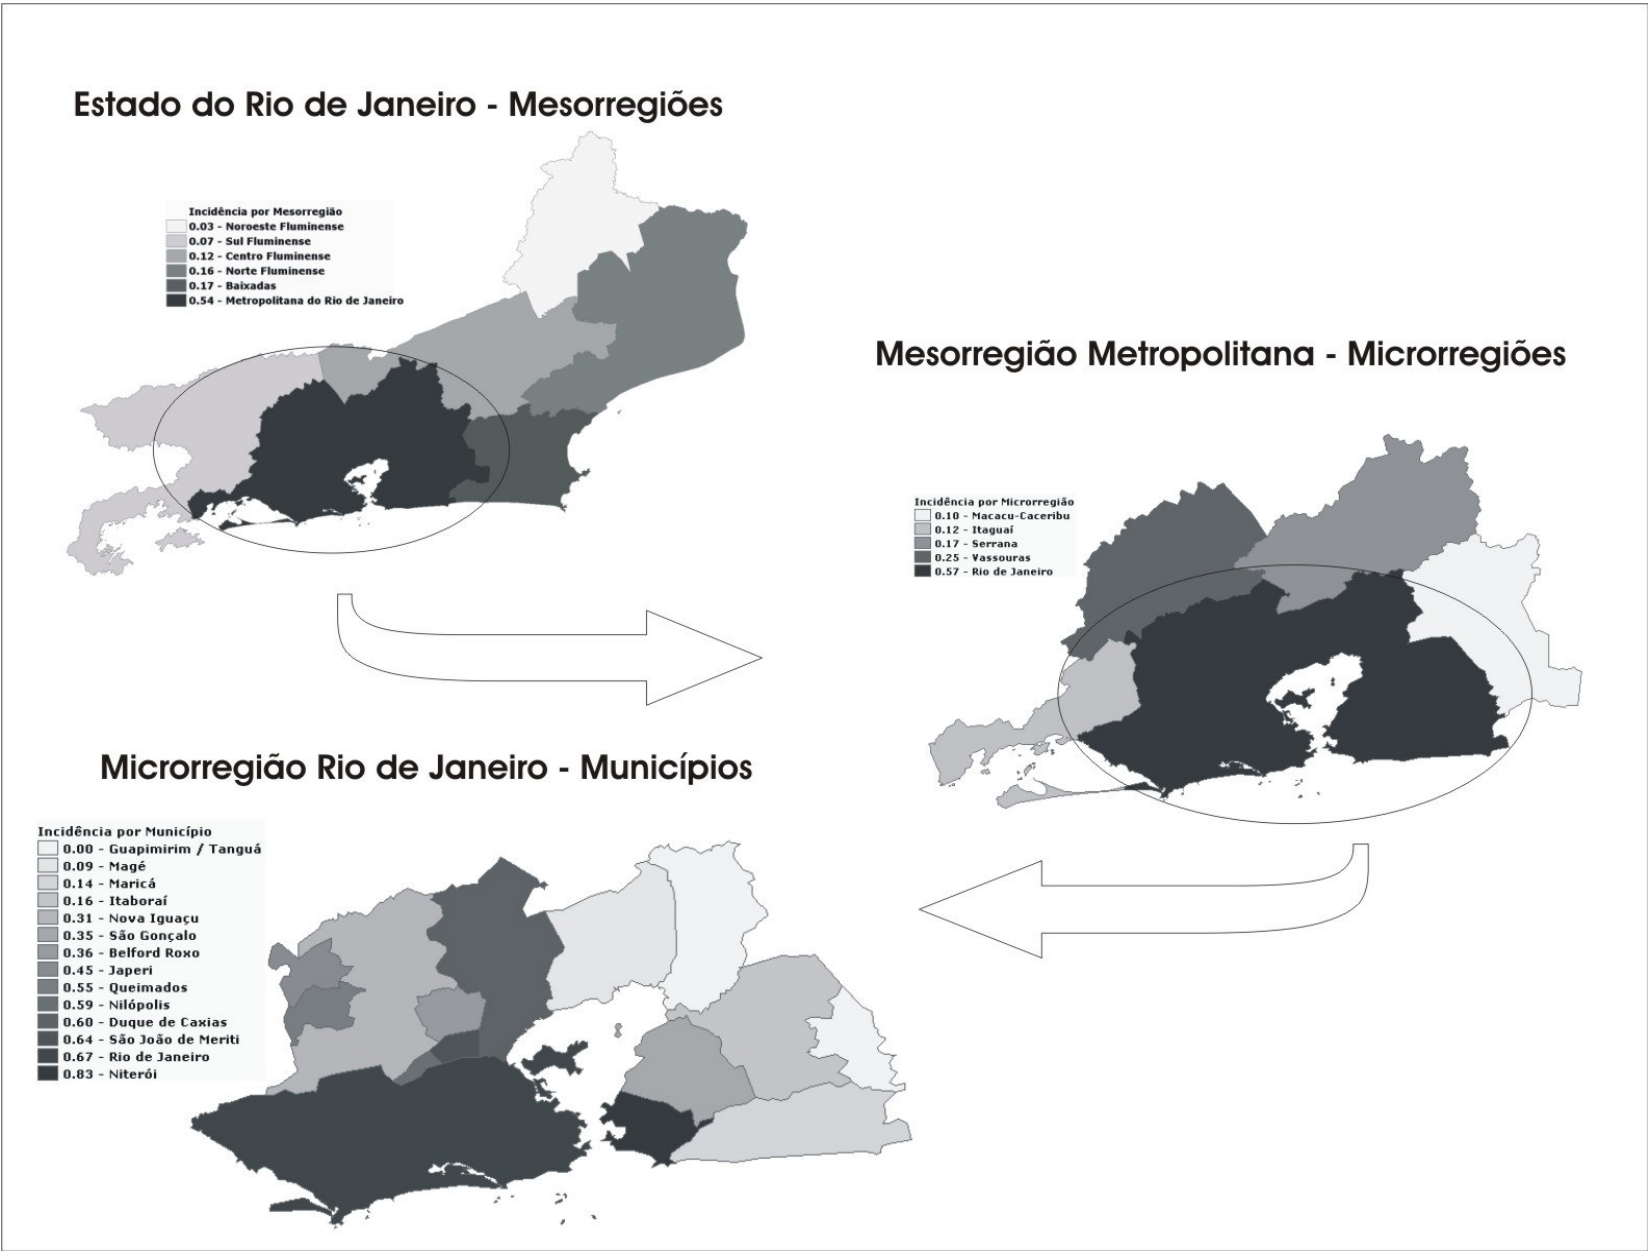 Estado do Rio de Janeiro - Mesorregiões
Incidência por Mesorregião
0.03 - Noroeste Fluminense
0.07 - Sul Fluminense
0.12 - Centro Fluminense
0.16 - Norte Fluminense
0.17 - Baixadas
0.54 - Metropolitana do Rio de Janeiro
Mesorregião Metropolitana - Microrregiões
Incidência por Microrregião
0.10 - Macacu-Caceribu
0.12 - Itaguaí
0.17 - Serrana
0.25 - Vassouras
0.57 - Rio de Janeiro
Microrregião Rio de Janeiro - Municípios
Incidência por Município
0.00 - Guapimirim / Tanguá
0.09 - Magé
0.14 - Maricá
0.16 - Itaboraí
0.31 - Nova Iguaçu
0.35 - São Gonçalo
0.36 - Belford Roxo
0.45 - Japeri
0.55 - Queimados
0.59 - Nilópolis
0.60 - Duque de Caxias
0.64 - São João de Meriti
0.67 - Rio de Janeiro
0.83 - Niterói